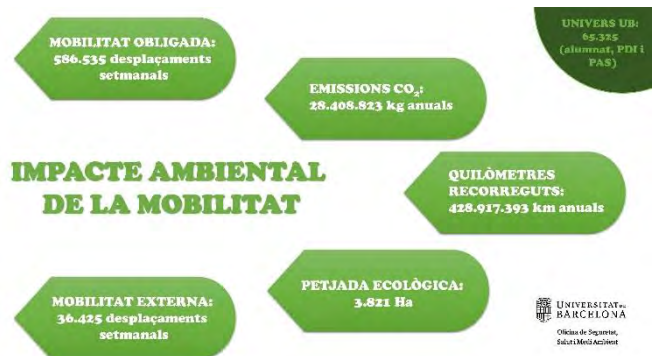 MOBILITAT OBLIGADA:
586.535 desplaçaments
setmanals
UNIVERS UB:
65.325
(alumnat, PDI i
PAS)
EMISSIONS CO₂:
28.408.823 kg anuals
IMPACTE AMBIENTAL
DE LA MOBILITAT
QUILÒMETRES
RECORREGUTS:
428.917.393 km anuals
PETJADA ECOLÒGICA:
3.821 Ha
MOBILITAT EXTERNA:
36.425 desplaçaments
setmanals
UNIVERSITAT DE
BARCELONA
Oficina de Seguretat,
Salut i Medi Ambient